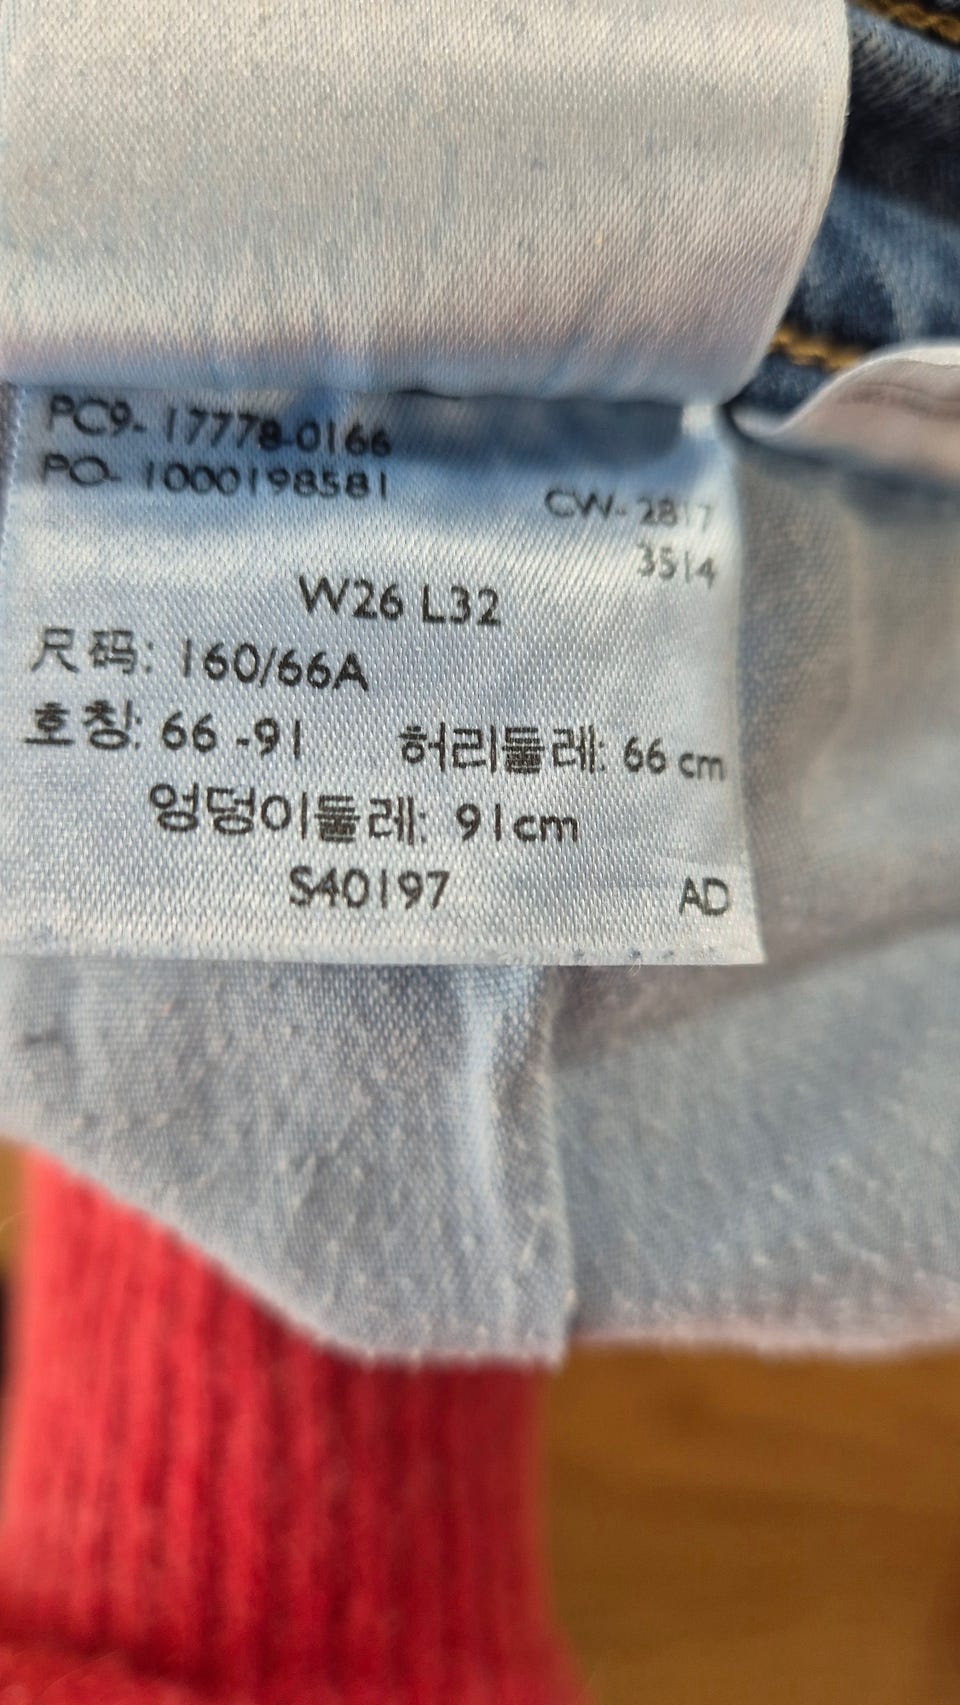 PC9- 17778-0166
PO- 1000198581
CW- 2817
3514
W26 L32
尺码: 160/66A
호칭: 66 -91 허리둘레: 66 cm
엉덩이둘레: 91cm
S40197 AD